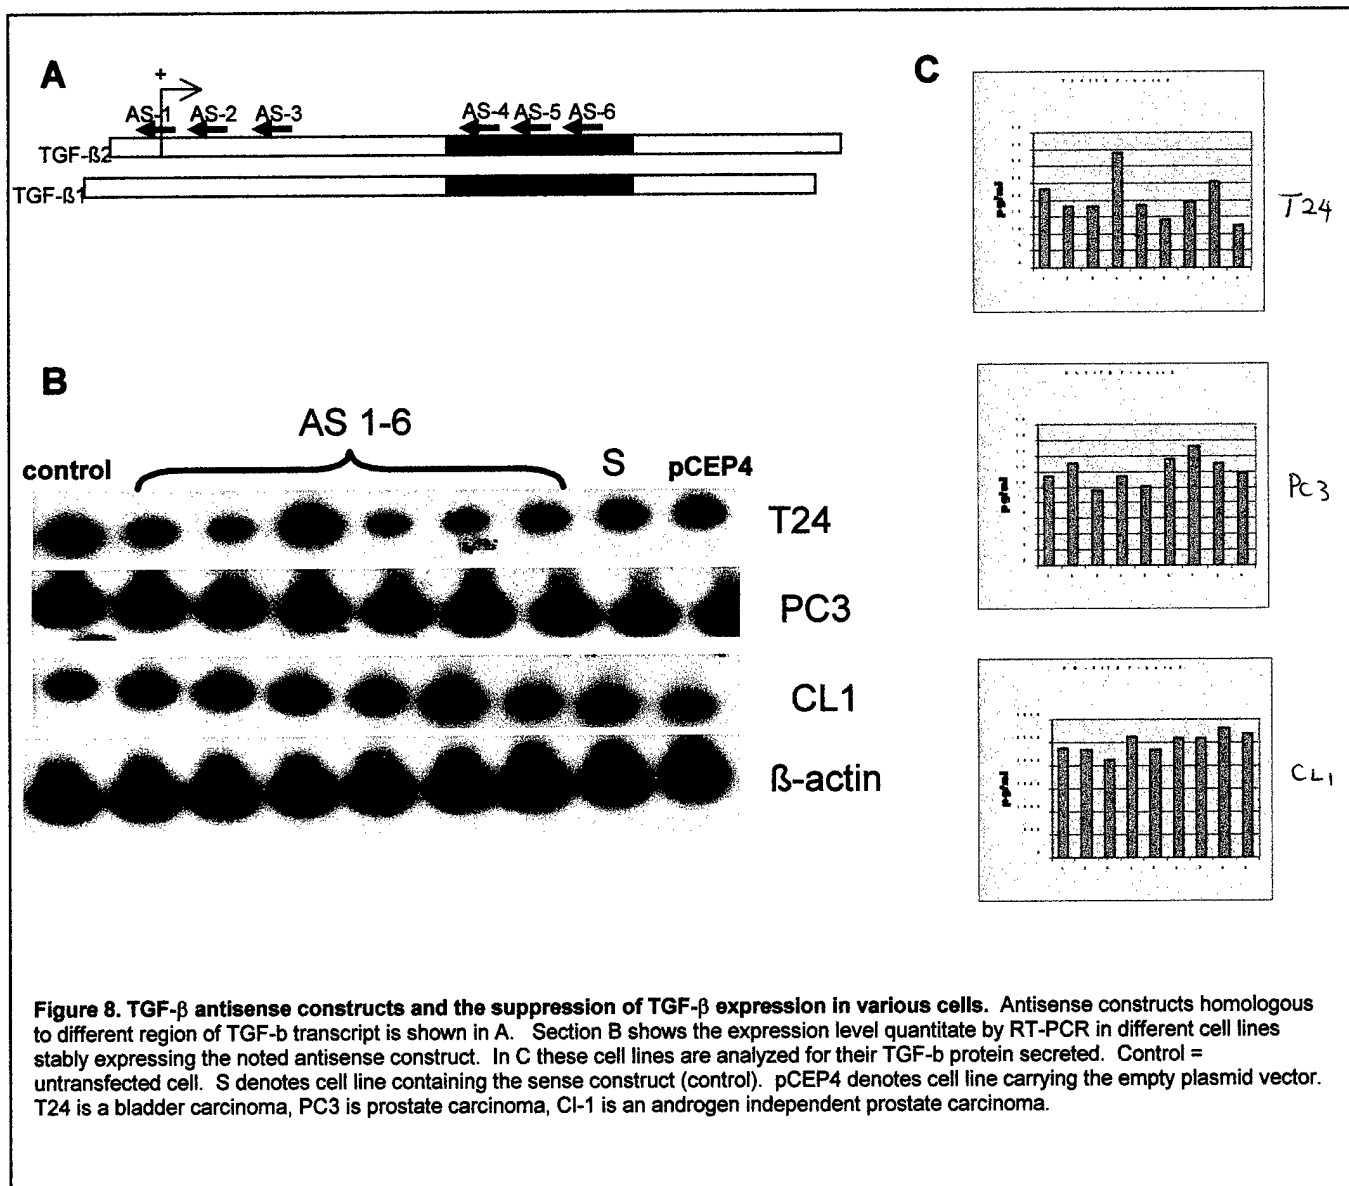 A
+
AS-1 AS-2 AS-3 AS-4 AS-5 AS-6
TGF-ß2
TGF-ß1
B
AS 1-6
control S pCEP4
T24
PC3
CL1
ß-actin
C
pg/ml
T24
pg/ml
PC3
pg/ml
CL1
Figure 8. TGF-β antisense constructs and the suppression of TGF-β expression in various cells. Antisense constructs homologous
to different region of TGF-b transcript is shown in A. Section B shows the expression level quantitate by RT-PCR in different cell lines
stably expressing the noted antisense construct. In C these cell lines are analyzed for their TGF-b protein secreted. Control =
untransfected cell. S denotes cell line containing the sense construct (control). pCEP4 denotes cell line carrying the empty plasmid vector.
T24 is a bladder carcinoma, PC3 is prostate carcinoma, Cl-1 is an androgen independent prostate carcinoma.